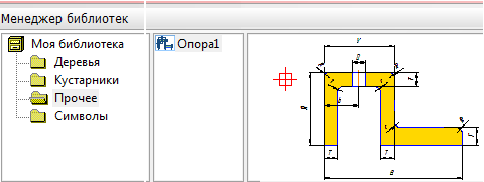 Менеджер библиотек
Моя библиотека
Деревья
Кустарники
Прочее
Символы
Опора1